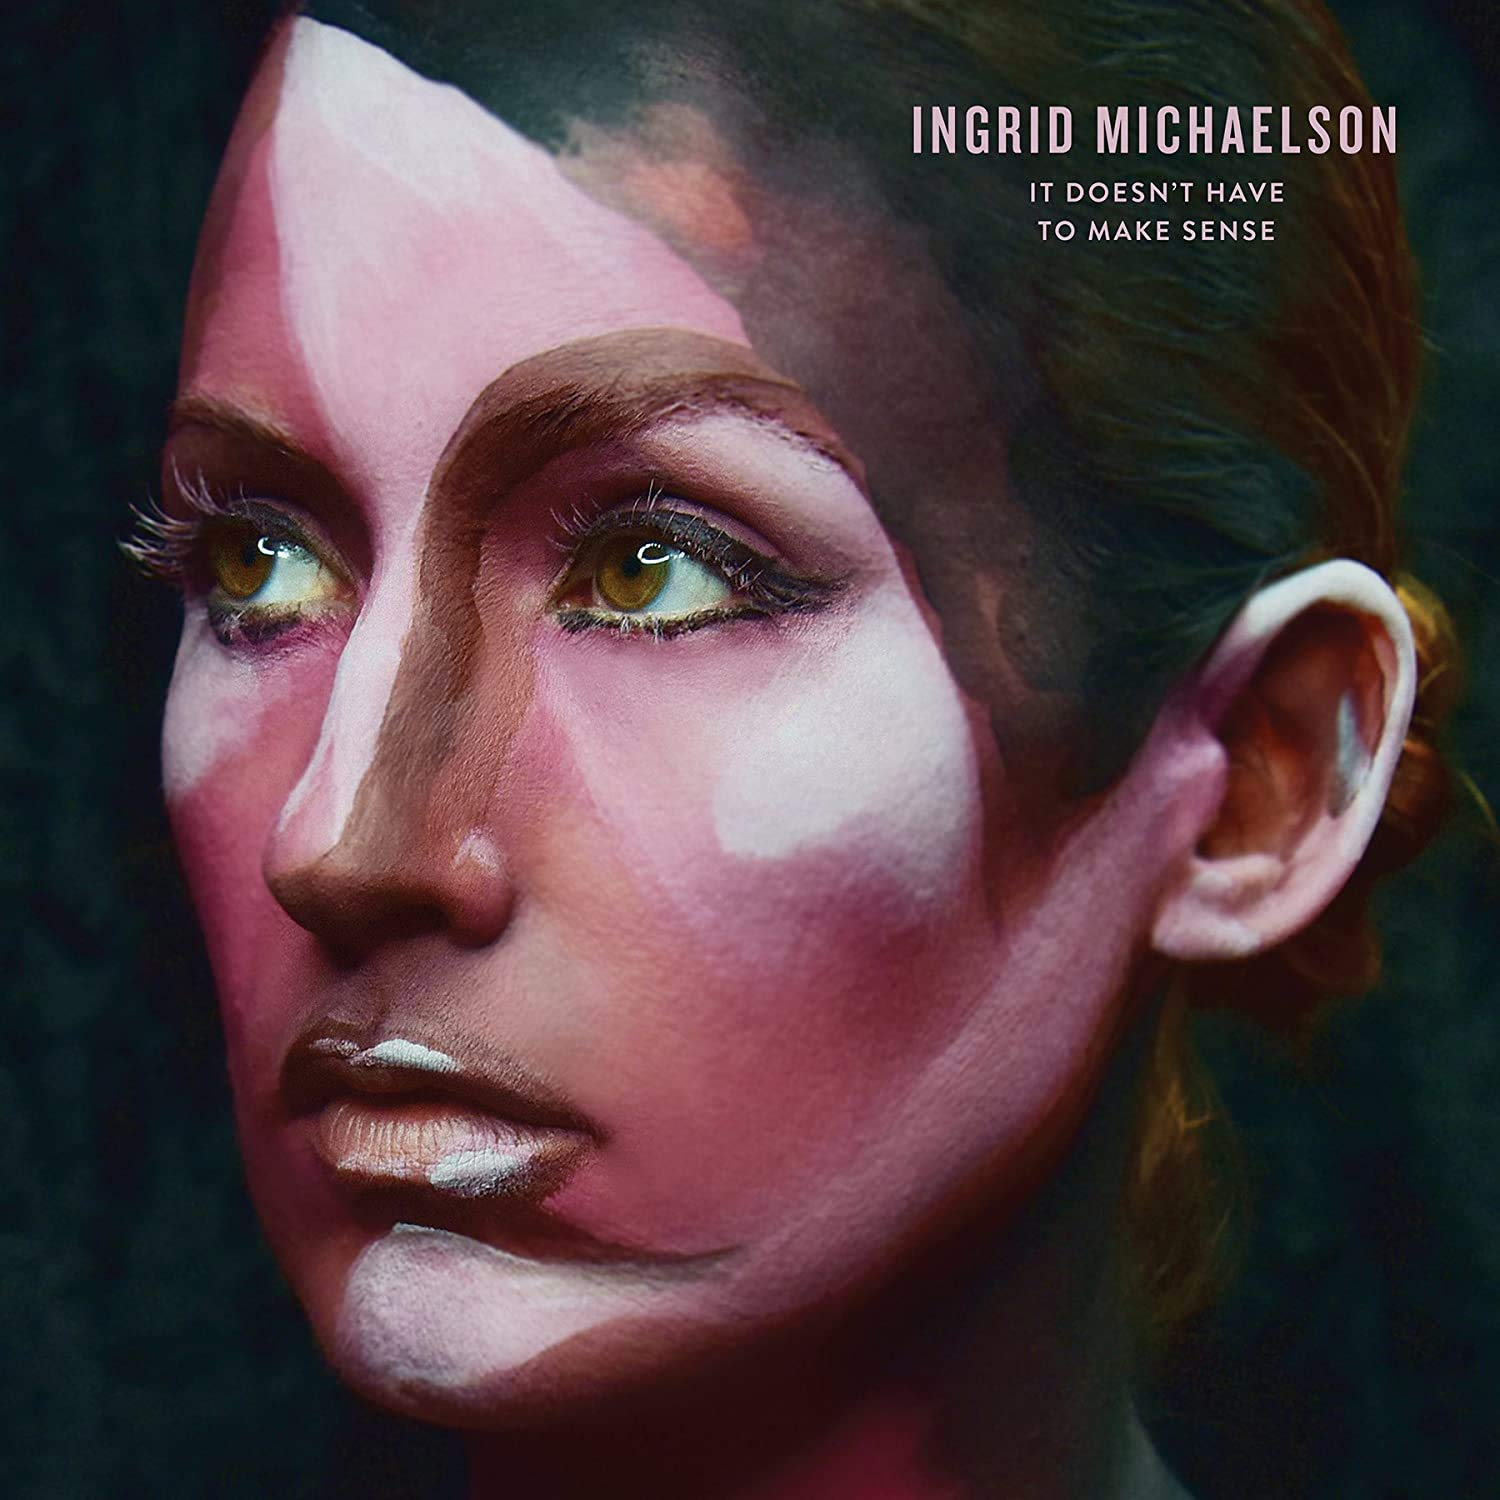 INGRID MICHAELSON
IT DOESN'T HAVE
TO MAKE SENSE